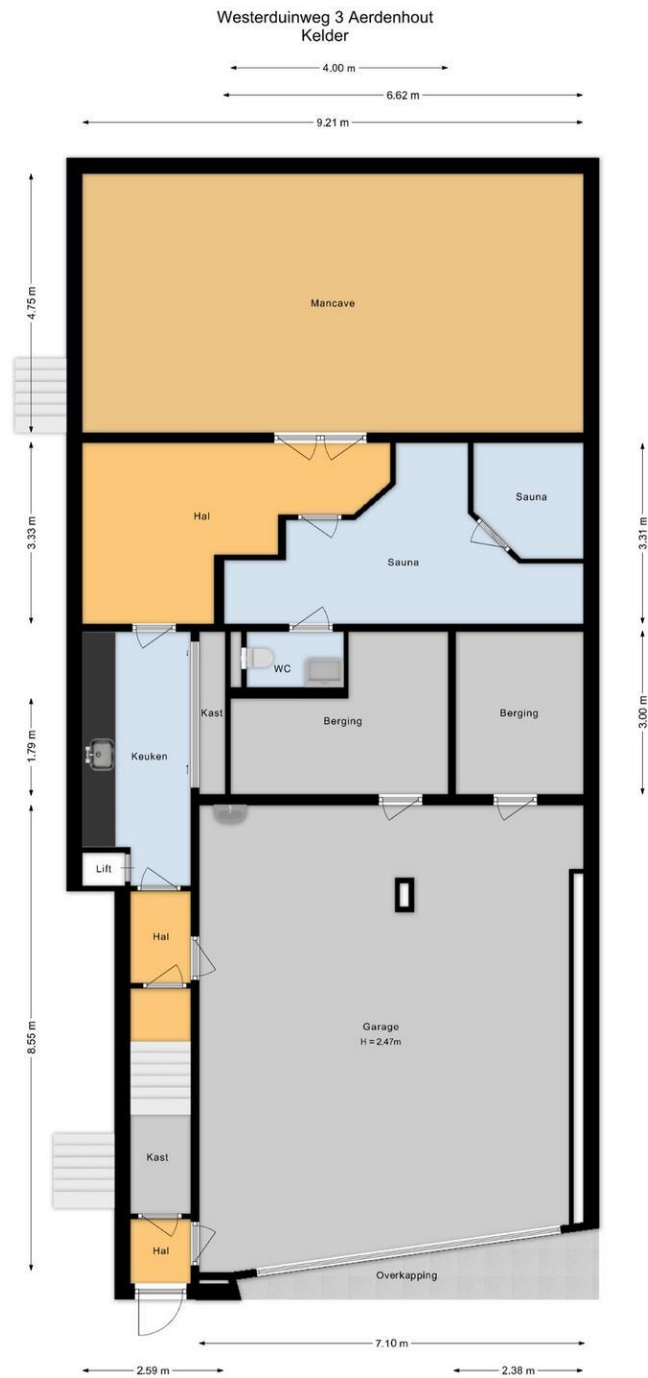 Westerduinweg 3 Aerdenhout
Kelder
4.00 m
6.62 m
9.21 m
4.75 m
Mancave
3.33 m
Hal
Sauna
Sauna
3.31 m
WC
Kast
Berging
Berging
3.00 m
1.79 m
Keuken
Lift
Hal
8.55 m
Garage
H = 2.47m
Kast
Hal
Overkapping
7.10 m
2.59 m
2.38 m